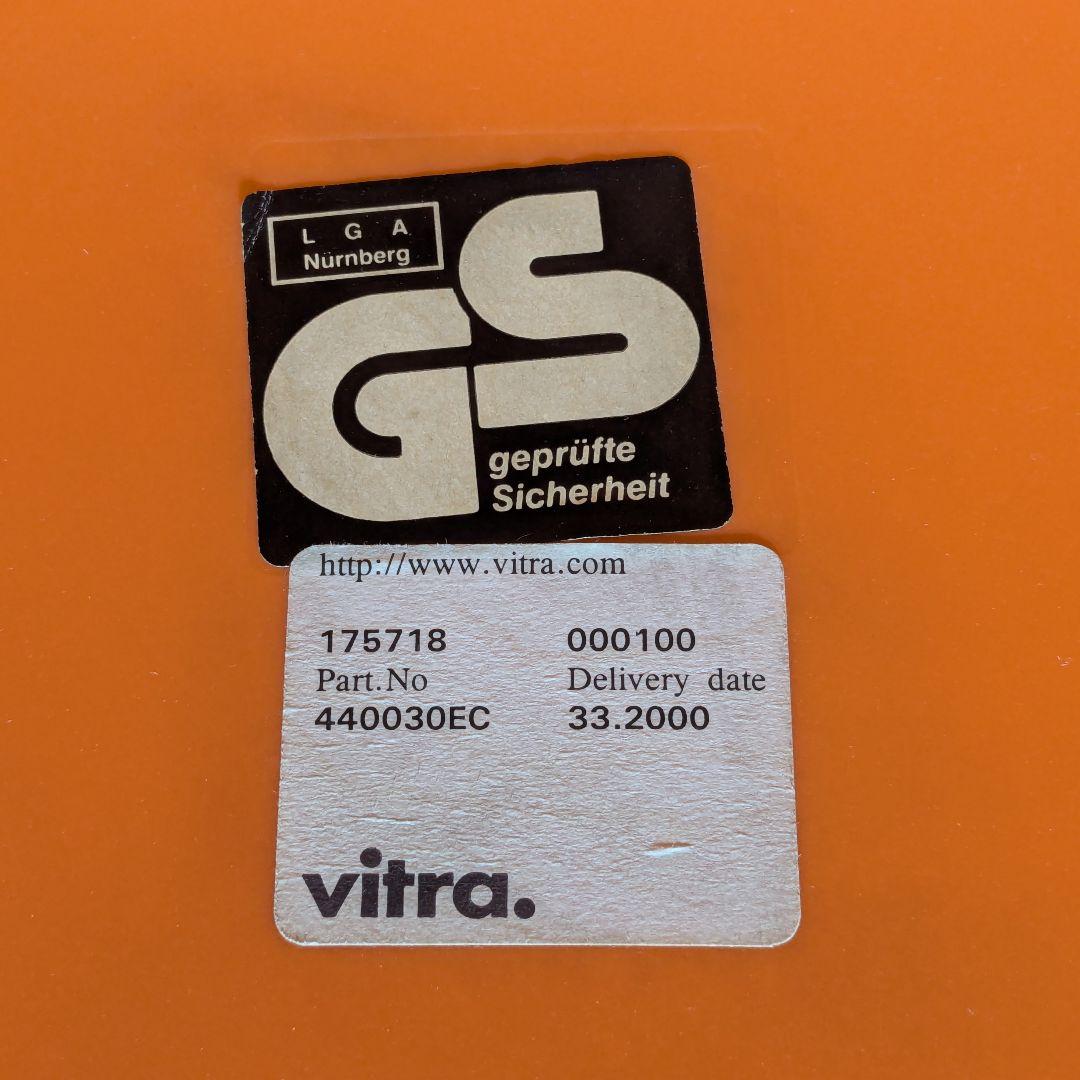 L G A
Nürnberg
GS
geprüfte
Sicherheit
http://www.vitra.com
175718 000100
Part.No Delivery date
440030EC 33.2000
vitra.